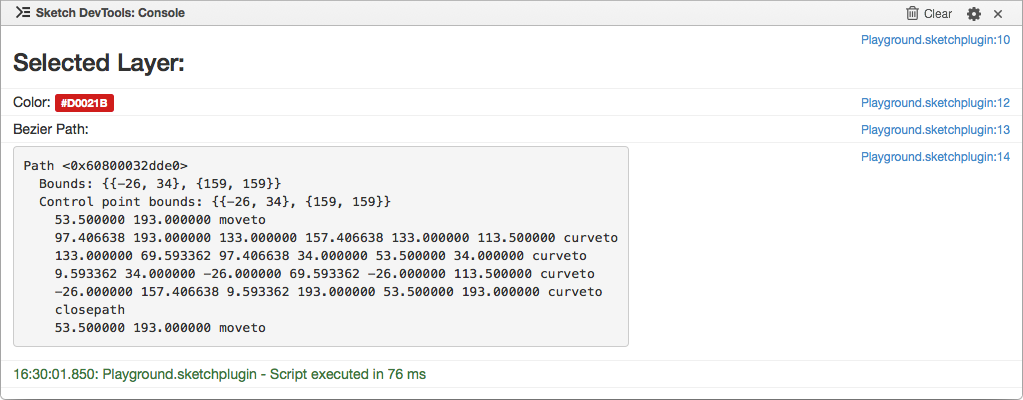 Sketch DevTools: Console
Clear
Playground.sketchplugin:10
Selected Layer:
Color: #D0021B
Playground.sketchplugin:12
Bezier Path:
Playground.sketchplugin:13
Playground.sketchplugin:14
Path <0x60800032dde0>
Bounds: {{-26, 34}, {159, 159}}
Control point bounds: {{-26, 34}, {159, 159}}
53.500000 193.000000 moveto
97.406638 193.000000 133.000000 157.406638 133.000000 113.500000 curveto
133.000000 69.593362 97.406638 34.000000 53.500000 34.000000 curveto
9.593362 34.000000 -26.000000 69.593362 -26.000000 113.500000 curveto
-26.000000 157.406638 9.593362 193.000000 53.500000 193.000000 curveto
closepath
53.500000 193.000000 moveto
16:30:01.850: Playground.sketchplugin - Script executed in 76 ms